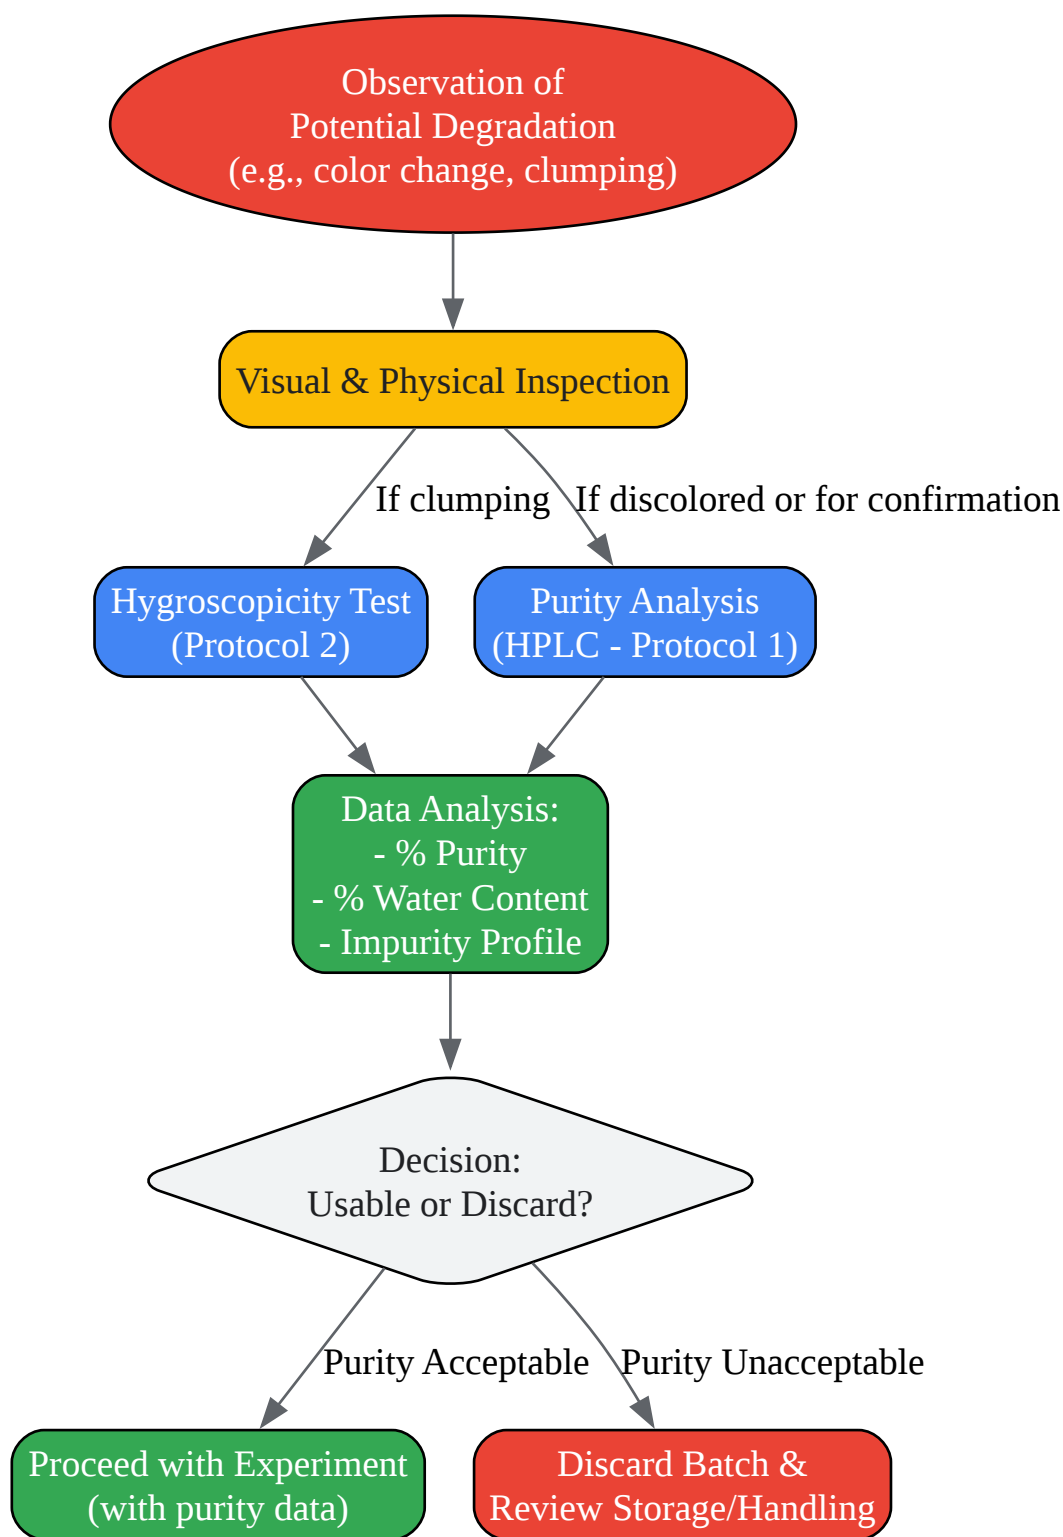 Observation of
Potential Degradation
(e.g., color change, clumping)
Visual & Physical Inspection
If clumping
If discolored or for confirmation
Hygroscopicity Test
(Protocol 2)
Purity Analysis
(HPLC - Protocol 1)
Data Analysis:
- % Purity
- % Water Content
- Impurity Profile
Decision:
Usable or Discard?
Purity Acceptable
Purity Unacceptable
Proceed with Experiment
(with purity data)
Discard Batch &
Review Storage/Handling